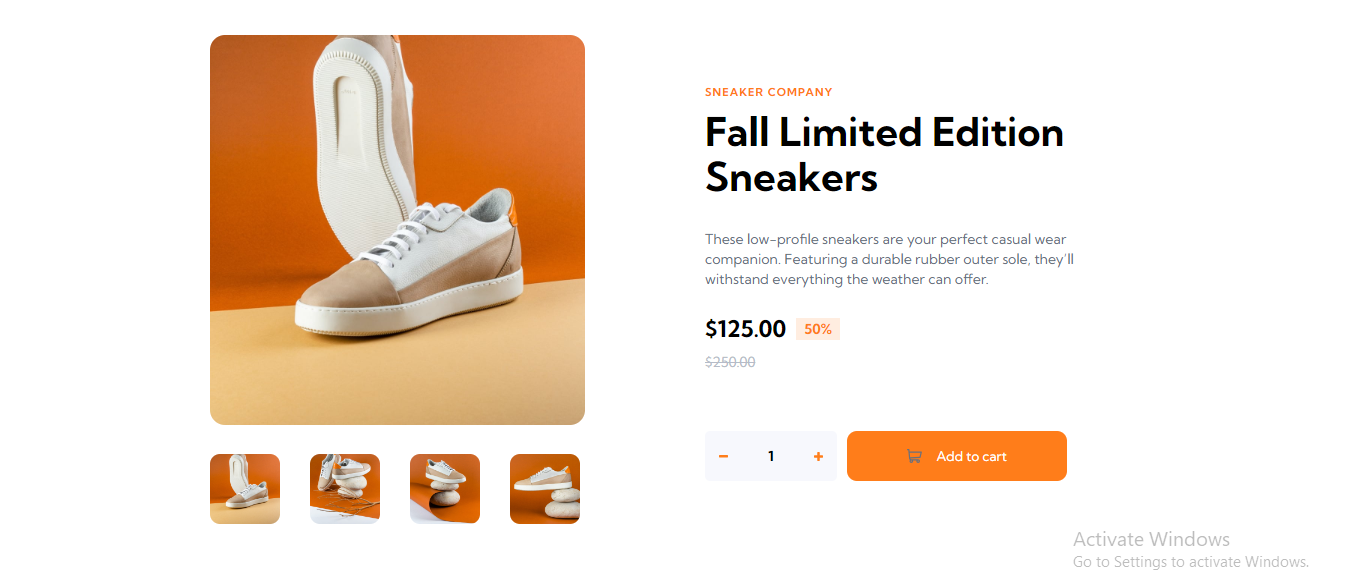 SNEAKER COMPANY
Fall Limited Edition
Sneakers
These low-profile sneakers are your perfect casual wear
companion. Featuring a durable rubber outer sole, they'll
withstand everything the weather can offer.
$125.00 50%
$250.00
− 1 + Add to cart
Activate Windows
Go to Settings to activate Windows.